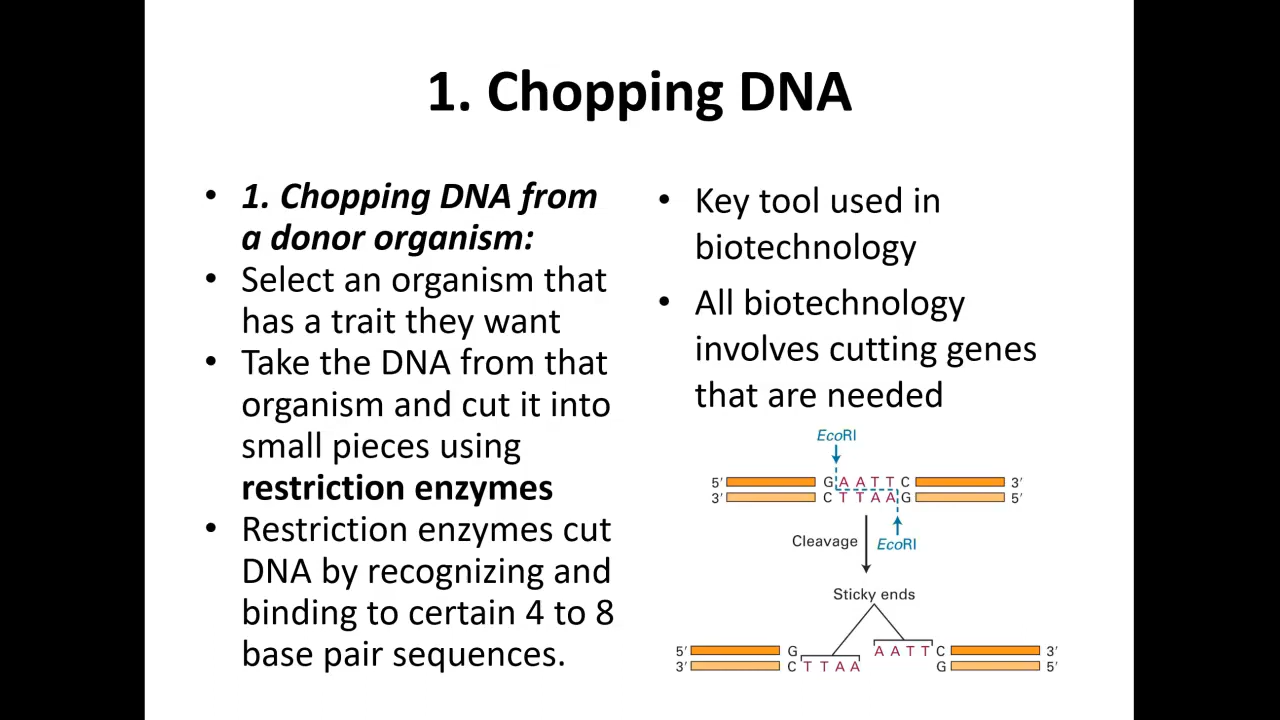 1. Chopping DNA
• 1. Chopping DNA from
a donor organism:
• Select an organism that
has a trait they want
• Take the DNA from that
organism and cut it into
small pieces using
restriction enzymes
• Restriction enzymes cut
DNA by recognizing and
binding to certain 4 to 8
base pair sequences.
• Key tool used in
biotechnology
• All biotechnology
involves cutting genes
that are needed
EcoRI
5′ G A A T T C 3′
3′ C T T A A G 5′
Cleavage
EcoRI
Sticky ends
5′ G A A T T C 3′
3′ C T T A A G 5′